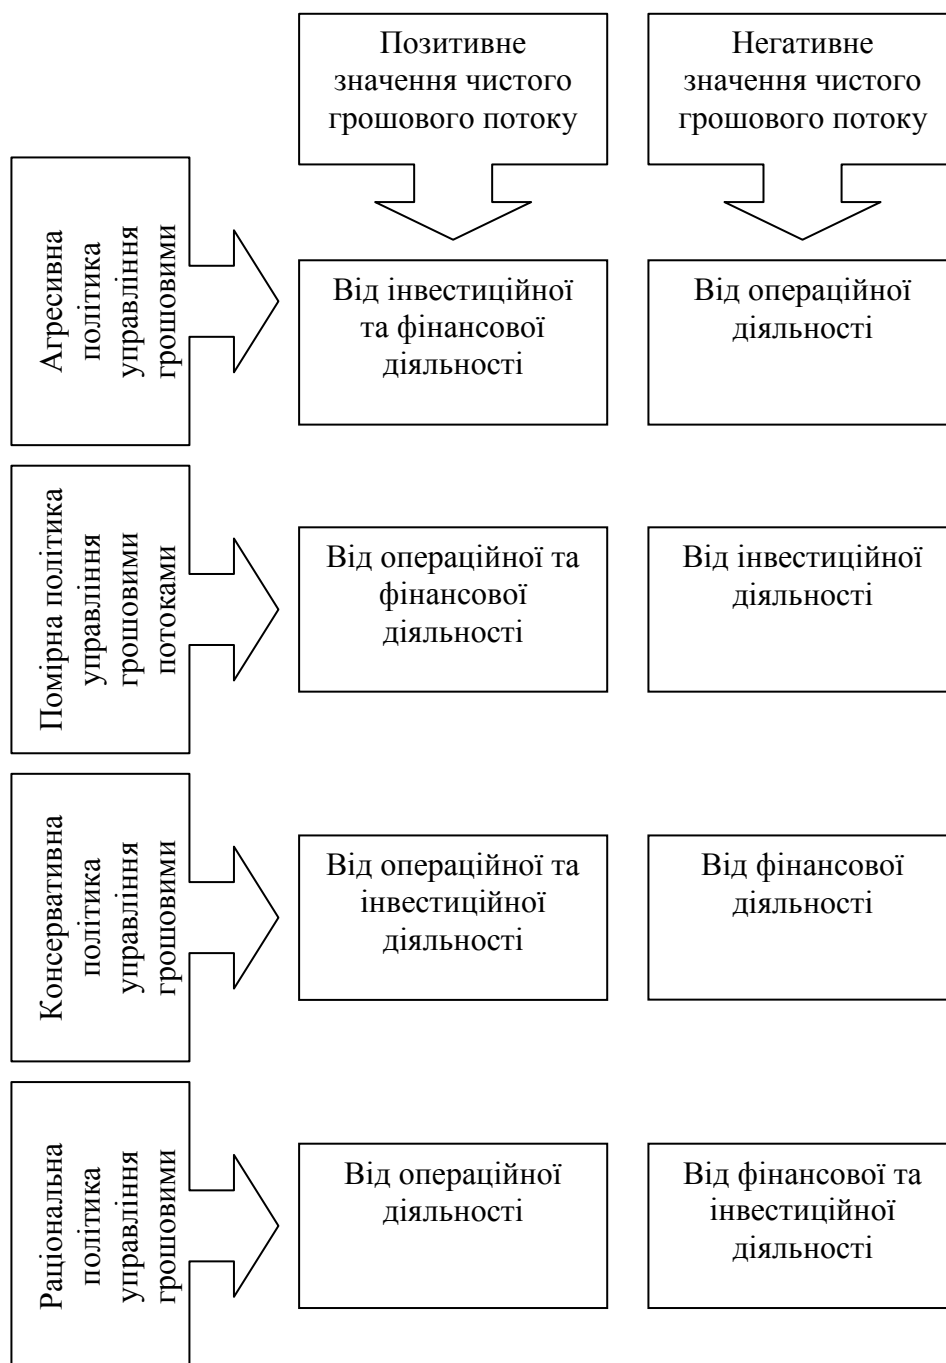 Позитивне
значення чистого
грошового потоку
Негативне
значення чистого
грошового потоку
Агресивна
політика
управління
грошовими
Від інвестиційної
та фінансової
діяльності
Від операційної
діяльності
Помірна політика
управління
грошовими
потоками
Від операційної та
фінансової
діяльності
Від інвестиційної
діяльності
Консервативна
політика
управління
грошовими
Від операційної та
інвестиційної
діяльності
Від фінансової
діяльності
Раціональна
політика
управління
грошовими
Від операційної
діяльності
Від фінансової та
інвестиційної
діяльності